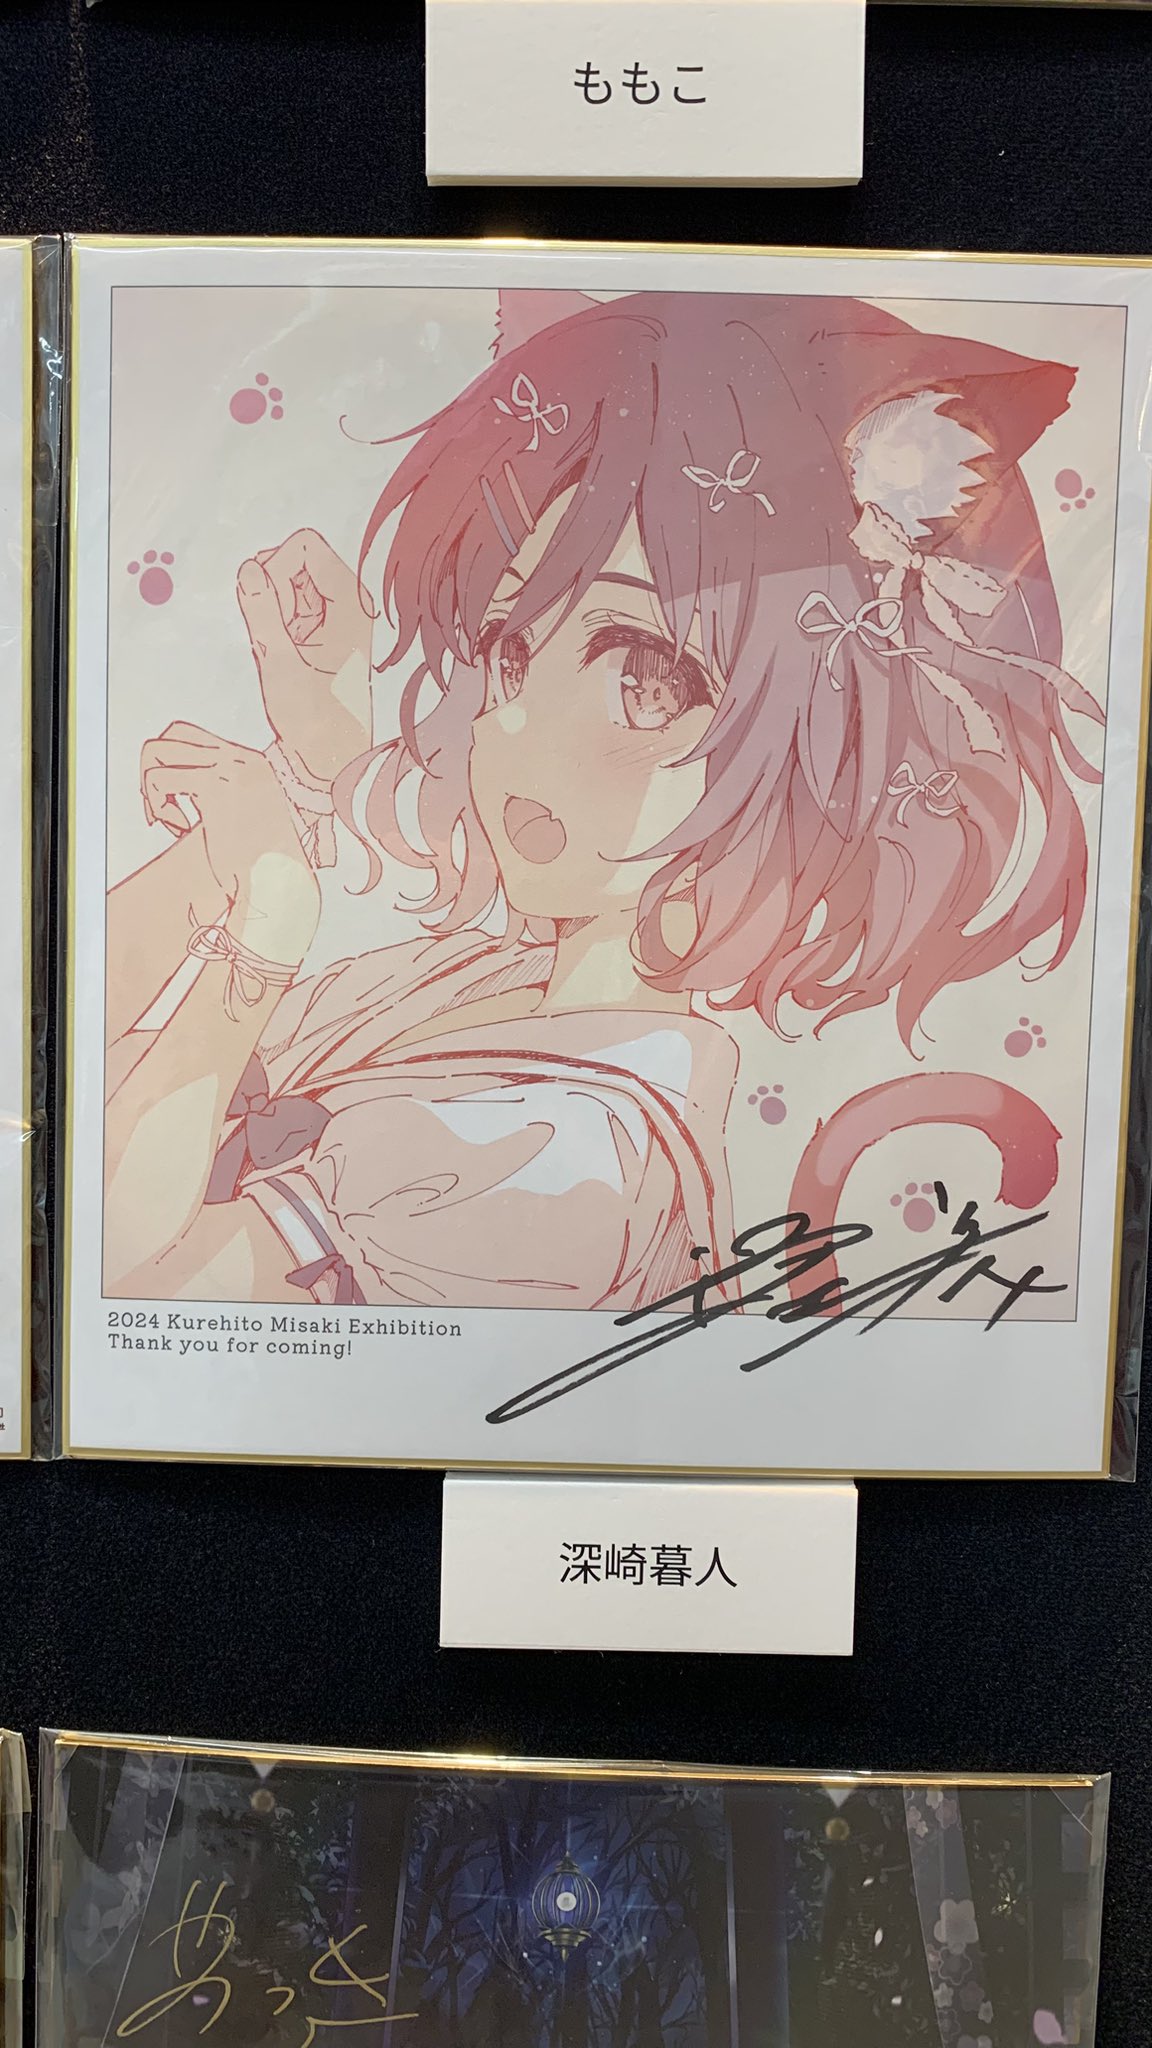 ももこ
2024 Kurehito Misaki Exhibition
Thank you for coming!
深崎暮人